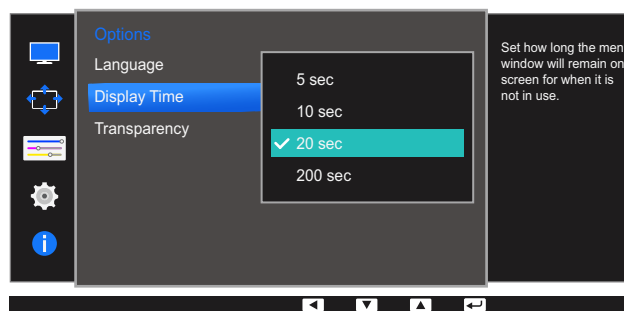 Options
Language
Display Time
Transparency
5 sec
10 sec
20 sec
200 sec
Set how long the men
window will remain on
screen for when it is
not in use.